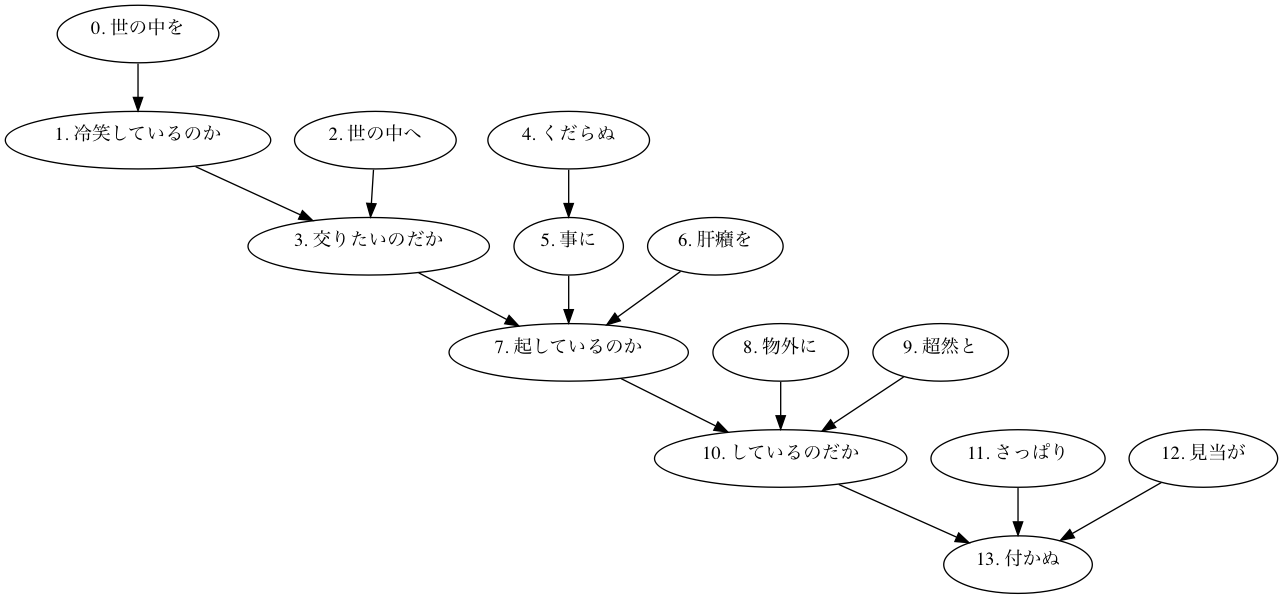 0. 世の中を
1. 冷笑しているのか
2. 世の中へ
4. くだらぬ
3. 交りたいのだか
5. 事に
6. 肝癪を
7. 起しているのか
8. 物外に
9. 超然と
10. しているのだか
11. さっぱり
12. 見当が
13. 付かぬ